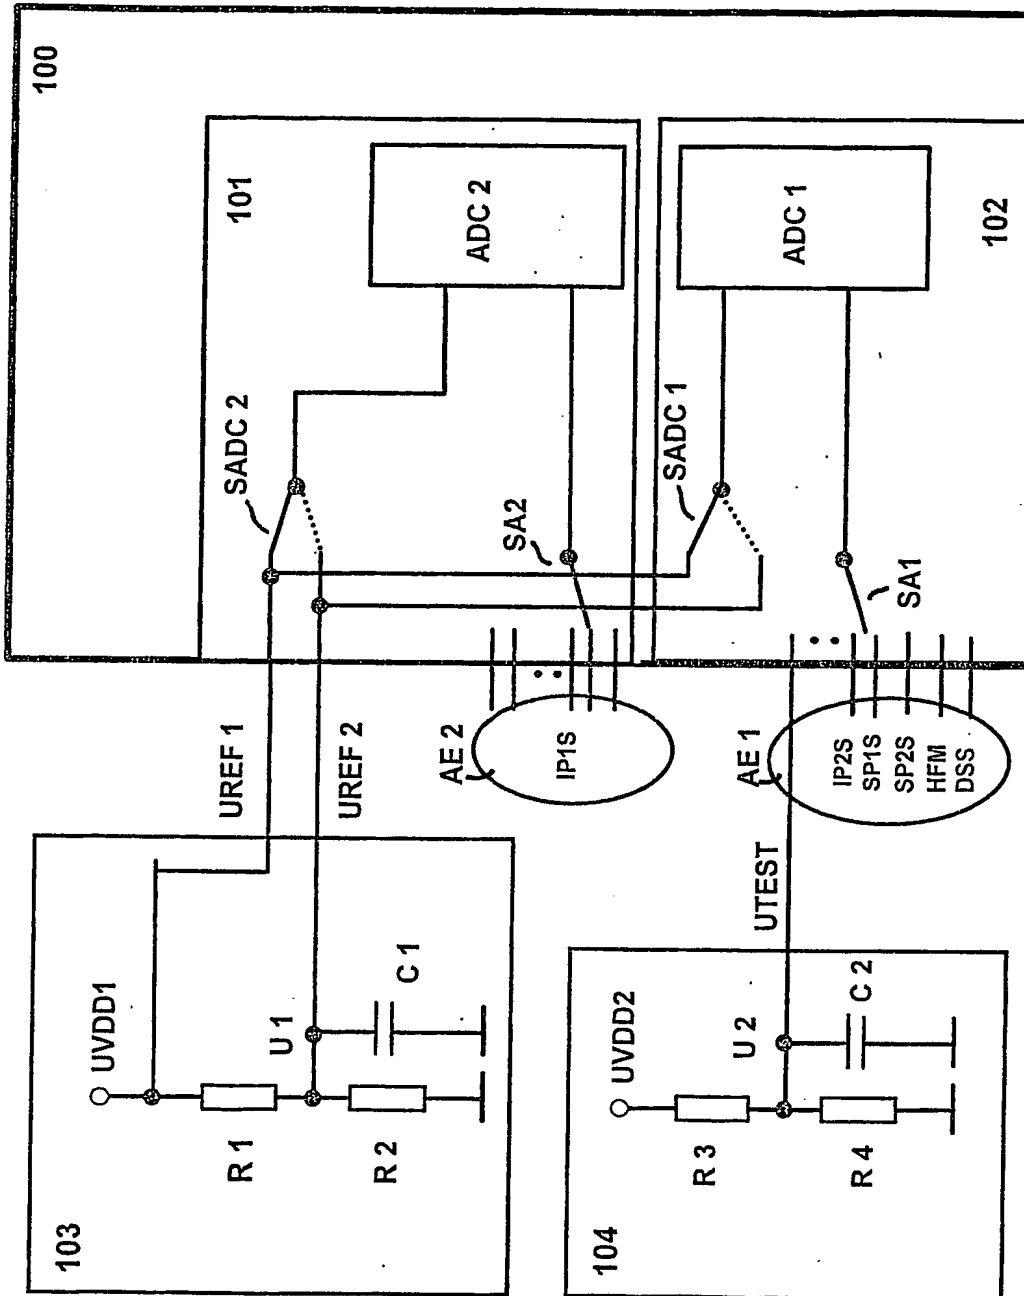 100
101
ADC 2
SADC 2
SA2
102
ADC 1
SADC 1
SA1
UREF 1
UREF 2
AE 2
IP1S
AE 1
IP2S
SP1S
SP2S
HFM
DSS
UTEST
103
UVDD1
R 1
U 1
R 2
C 1
104
UVDD2
R 3
U 2
R 4
C 2